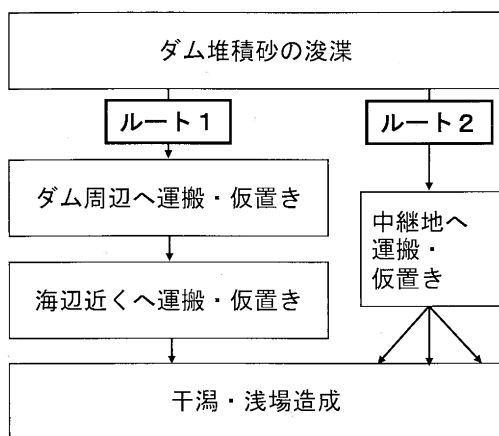 ダム堆積砂の浚渫
ルート1
ルート2
ダム周辺へ運搬・仮置き
中継地へ
運搬・
仮置き
海辺近くへ運搬・仮置き
干潟・浅場造成